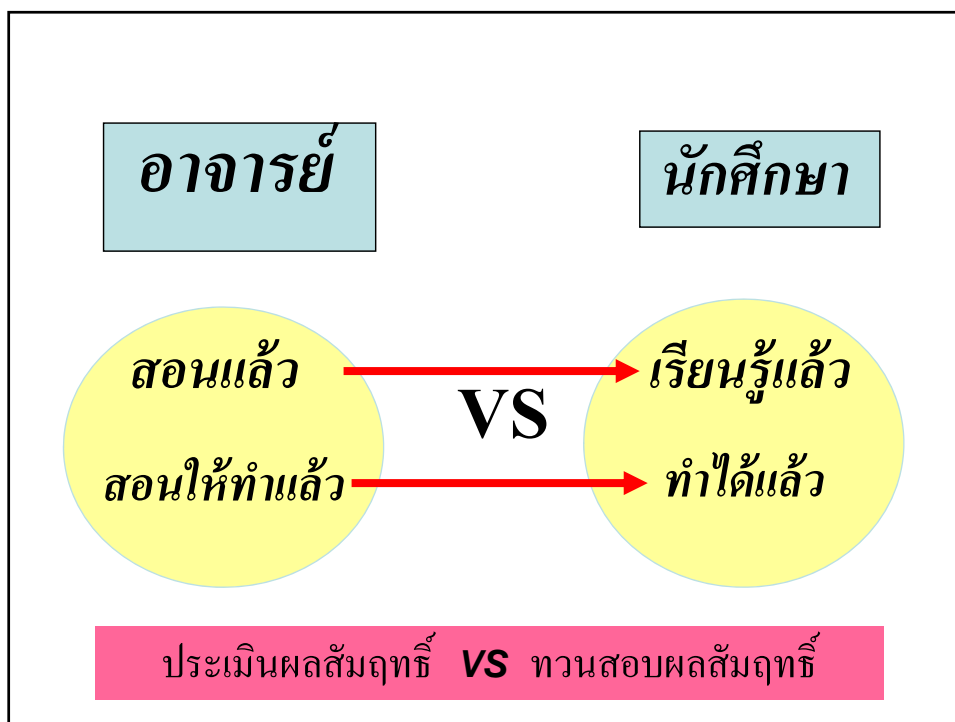 อาจารย์
นักศึกษา
สอนแล้ว
เรียนรู้แล้ว
VS
สอนให้ทำแล้ว
ทำได้แล้ว
ประเมินผลสัมฤทธิ์ VS ทวนสอบผลสัมฤทธิ์